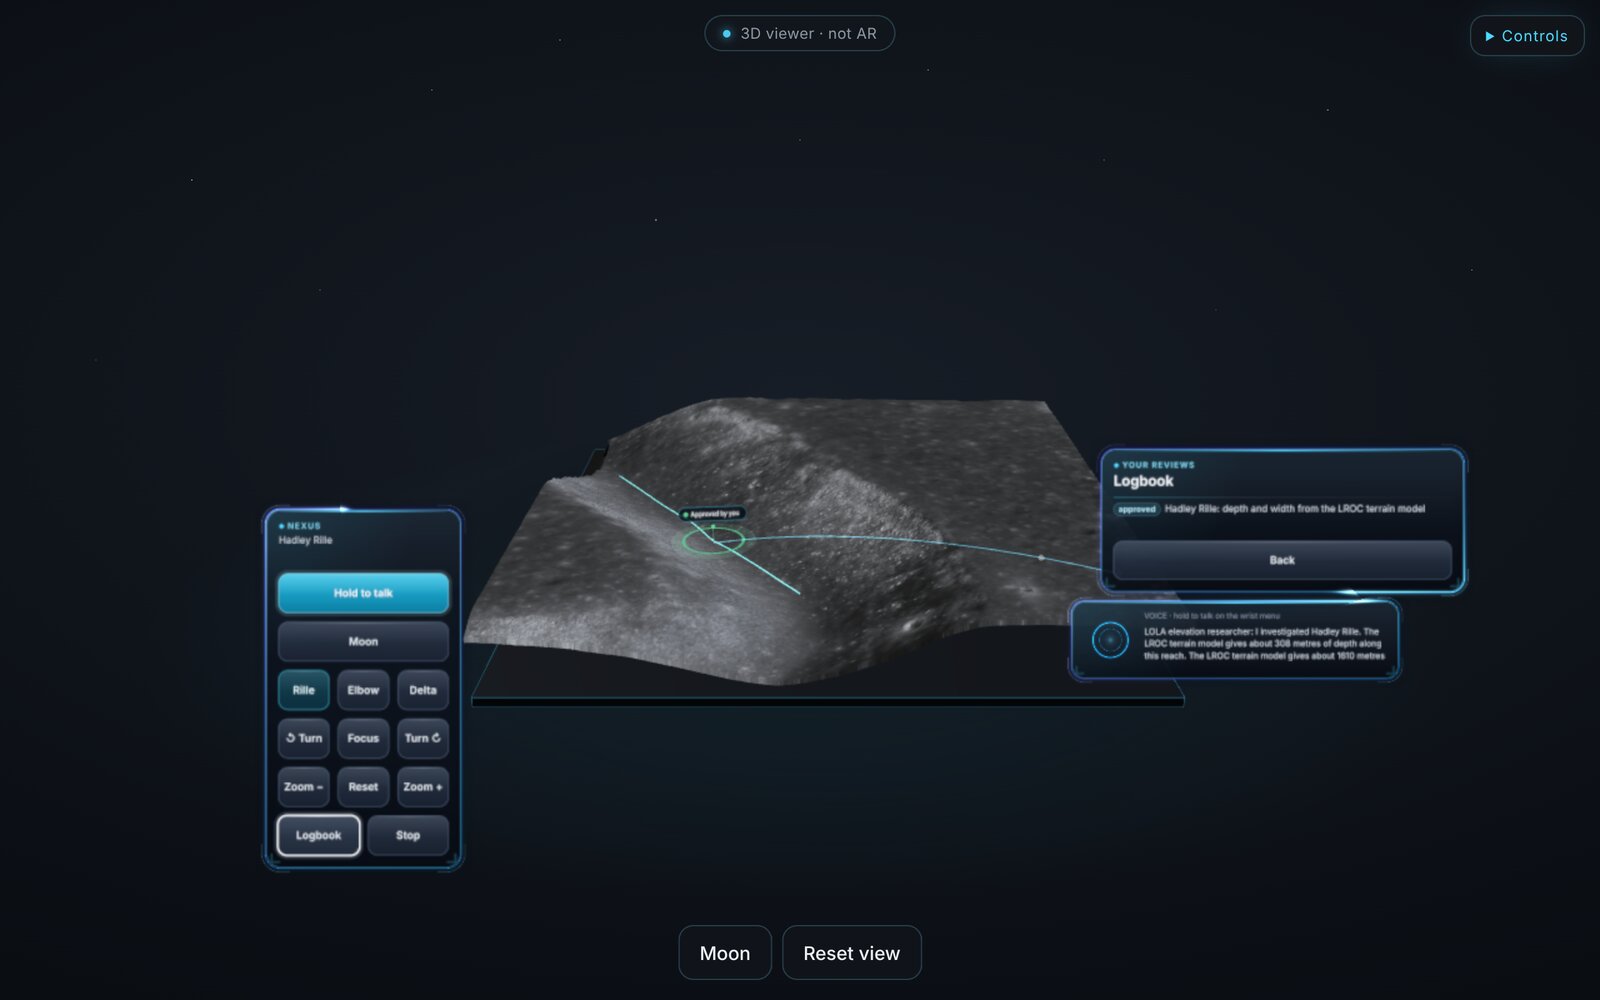 3D viewer · not AR
▶ Controls
NEXUS
Hadley Rille
Hold to talk
Moon
Rille
Elbow
Delta
↺ Turn
Focus
Turn ↻
Zoom −
Reset
Zoom +
Logbook
Stop
Approved by you
YOUR REVIEWS
Logbook
approved Hadley Rille: depth and width from the LROC terrain model
Back
VOICE · hold to talk on the wrist menu
LOLA elevation researcher: I investigated Hadley Rille. The
LROC terrain model gives about 308 metres of depth along
this reach. The LROC terrain model gives about 1610 metres
Moon
Reset view